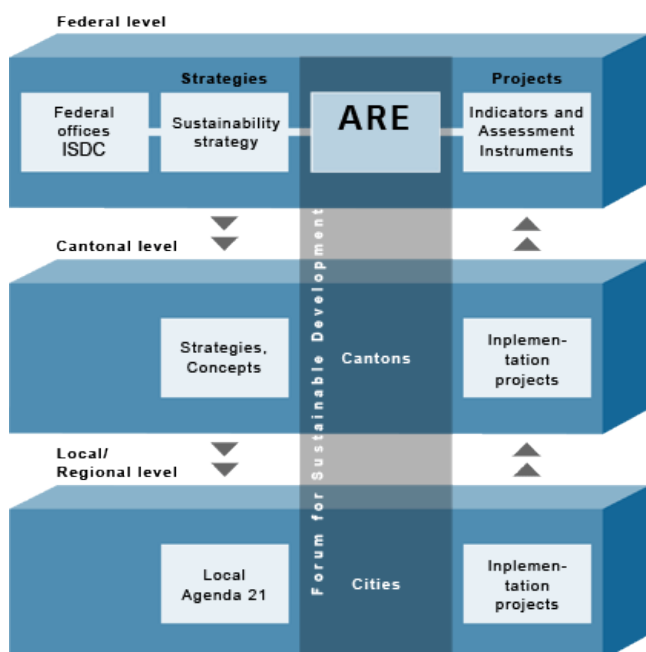 Federal level
Strategies
Projects
Federal
offices
ISDC
Sustainability
strategy
ARE
Indicators and
Assessment
Instruments
Forum for Sustainable Development
Cantonal level
Strategies,
Concepts
Cantons
Inplemen-
tation
projects
Local/
Regional level
Local
Agenda 21
Cities
Inplemen-
tation
projects